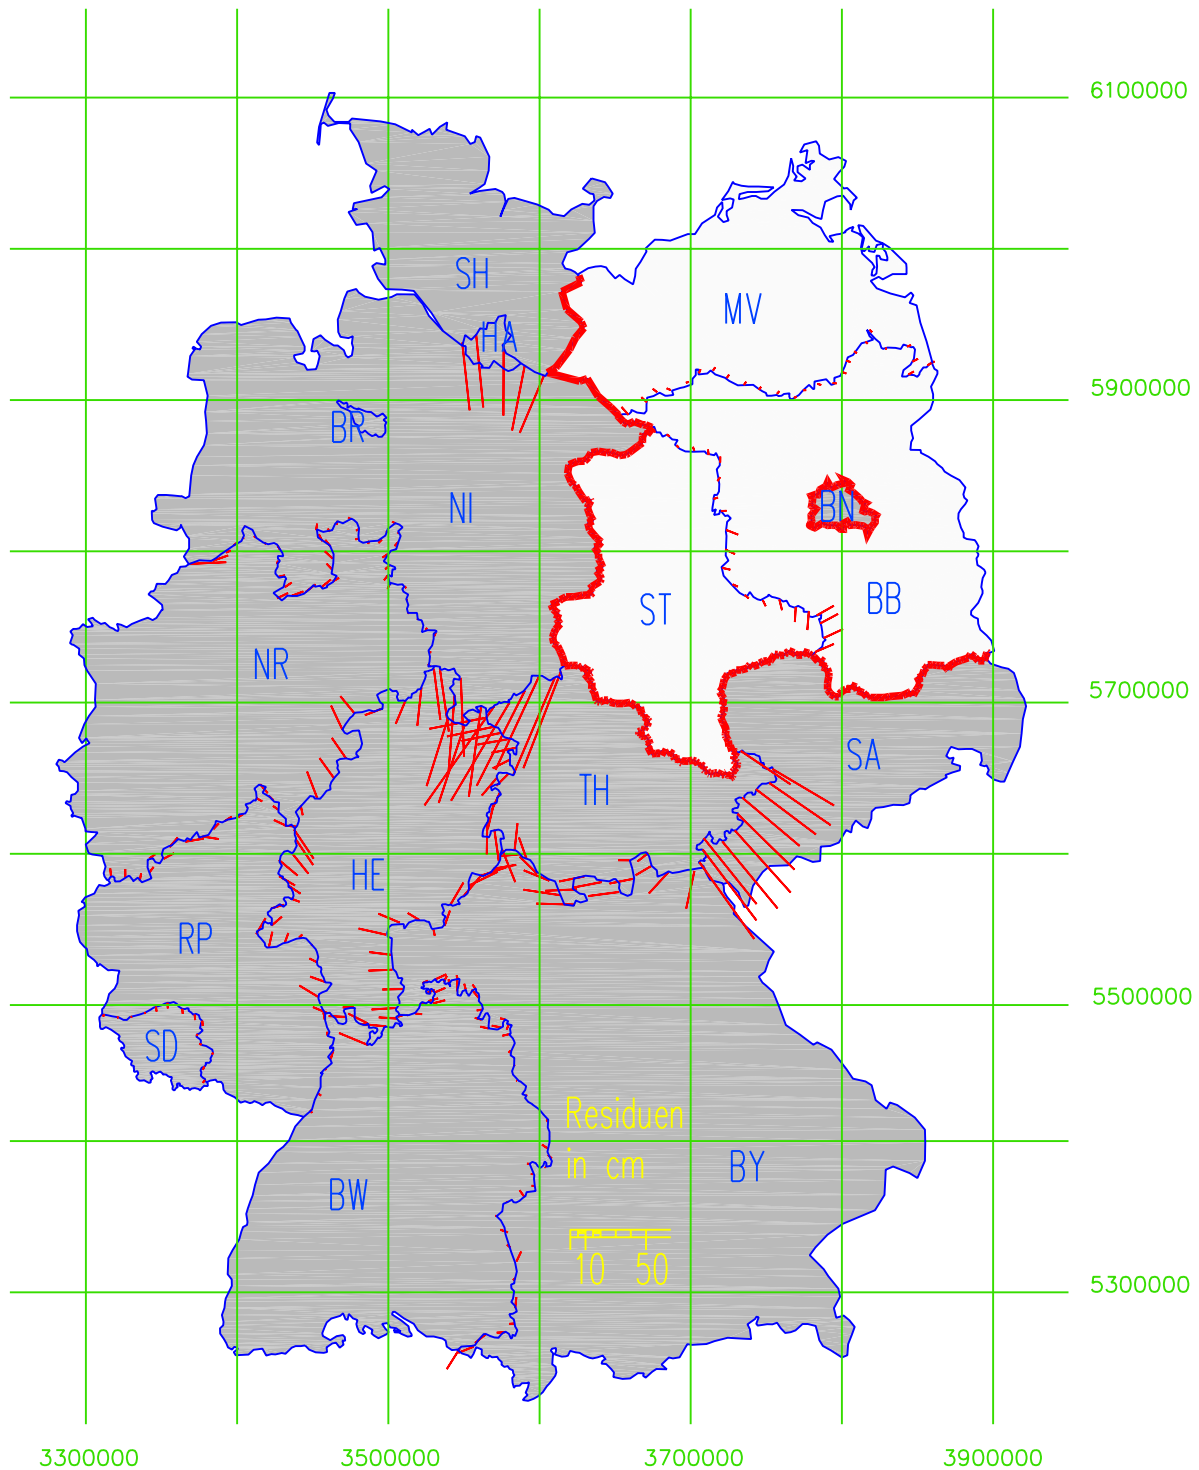 6100000
SH
MV
HA
5900000
BR
NI
BN
BB
ST
NR
5700000
SA
TH
HE
RP
5500000
SD
Residuen
in cm
BY
BW
10 50
5300000
3300000 3500000 3700000 3900000